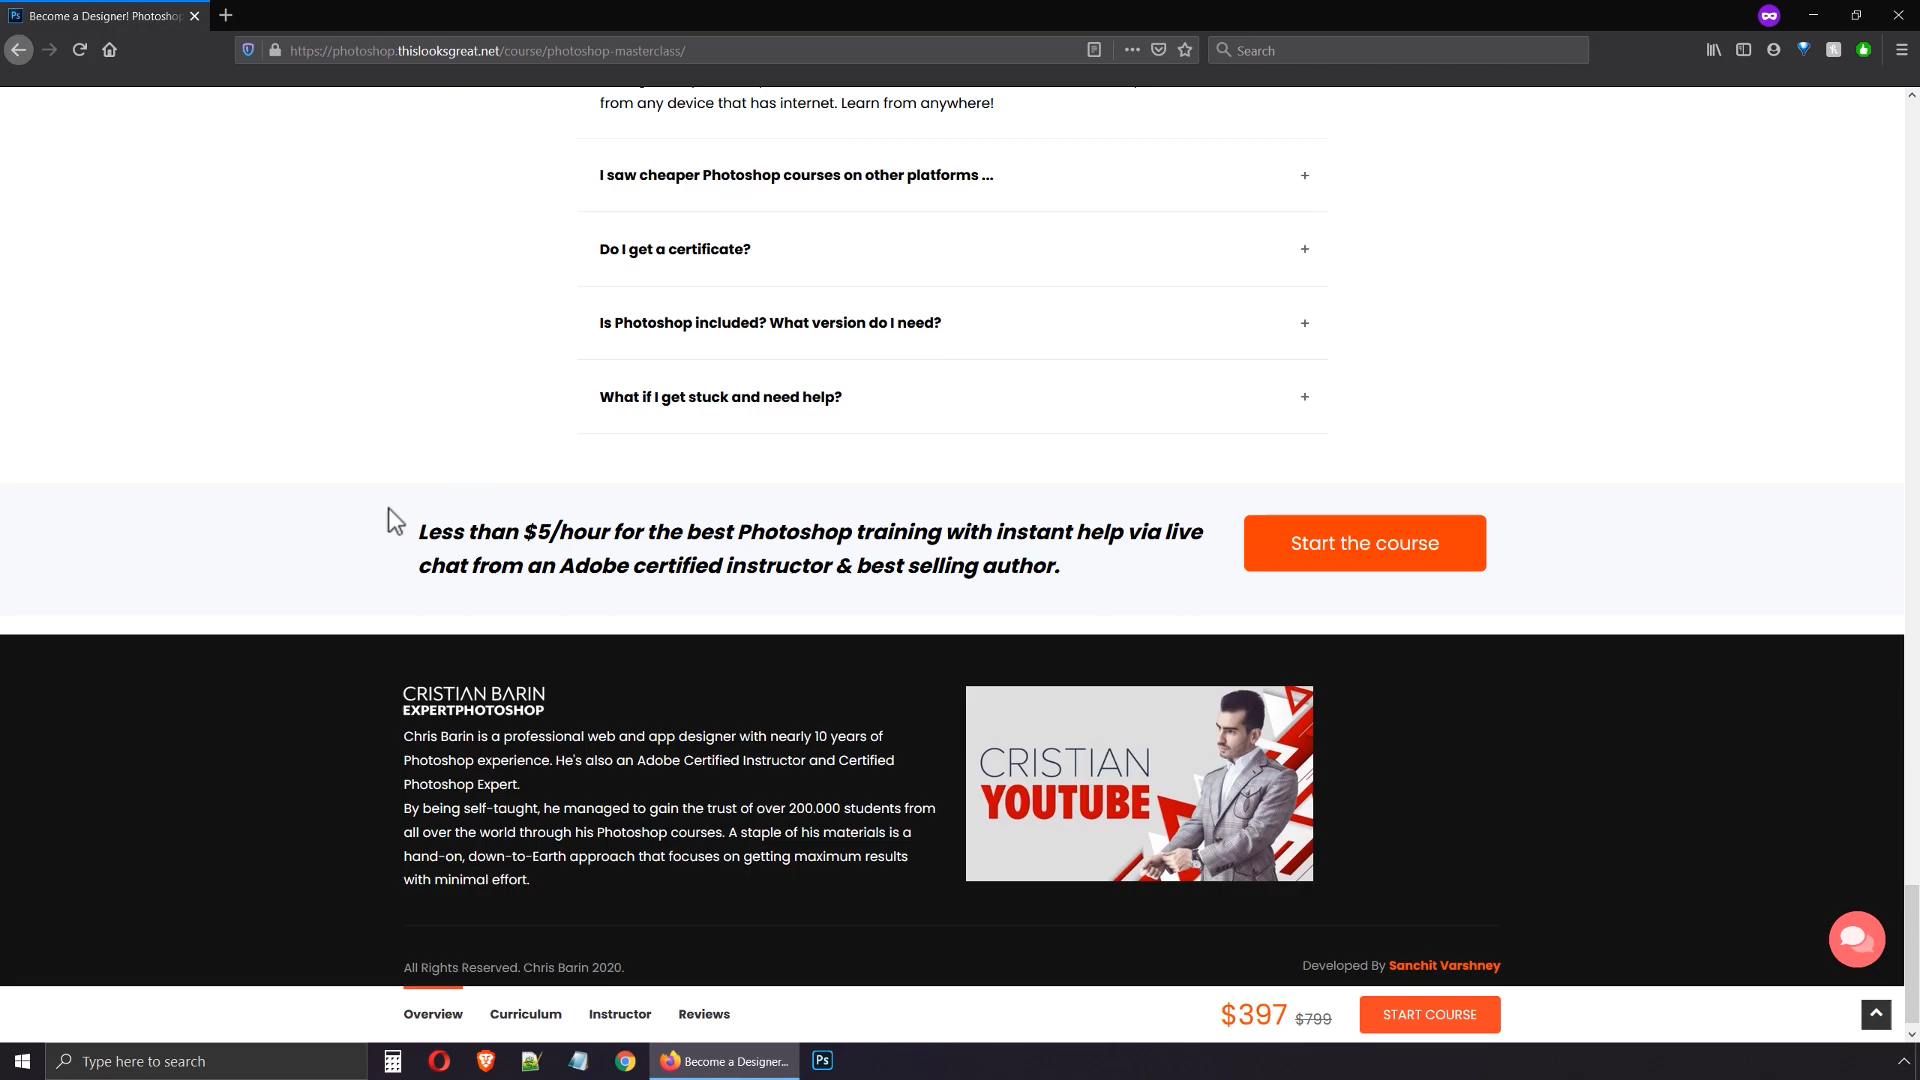 Become a Designer! Photoshop
https://photoshop.thislooksgreat.net/course/photoshop-masterclass/
Search
from any device that has internet. Learn from anywhere!
I saw cheaper Photoshop courses on other platforms ...
+
Do I get a certificate?
+
Is Photoshop included? What version do I need?
+
What if I get stuck and need help?
+
Less than $5/hour for the best Photoshop training with instant help via live
chat from an Adobe certified instructor & best selling author.
Start the course
CRISTIAN BARIN
EXPERTPHOTOSHOP
Chris Barin is a professional web and app designer with nearly 10 years of
Photoshop experience. He's also an Adobe Certified Instructor and Certified
Photoshop Expert.
By being self-taught, he managed to gain the trust of over 200.000 students from
all over the world through his Photoshop courses. A staple of his materials is a
hand-on, down-to-Earth approach that focuses on getting maximum results
with minimal effort.
CRISTIAN
YOUTUBE
All Rights Reserved. Chris Barin 2020.
Developed By Sanchit Varshney
Overview Curriculum Instructor Reviews
$397 $799
START COURSE
Type here to search
Become a Designer...
Ps